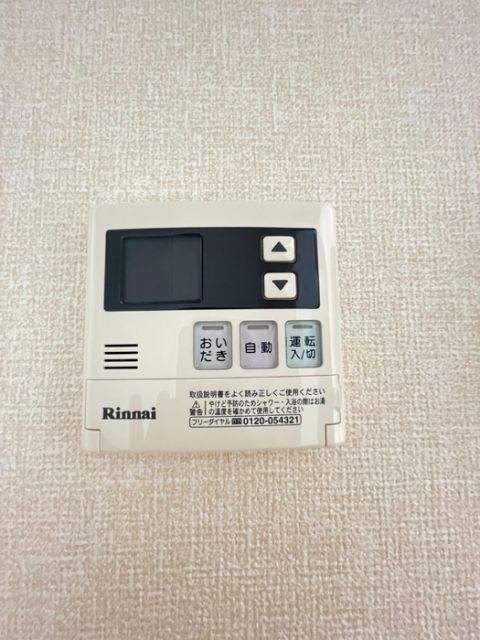 ▲
▼
おい
だき
自動
運転
入/切
Rinnai
取扱説明書をよく読み正しくご使用ください
⚠警告 やけど予防のためシャワー・入浴の際はお湯
の温度を確かめて使用してください
フリーダイヤル 0120-054321